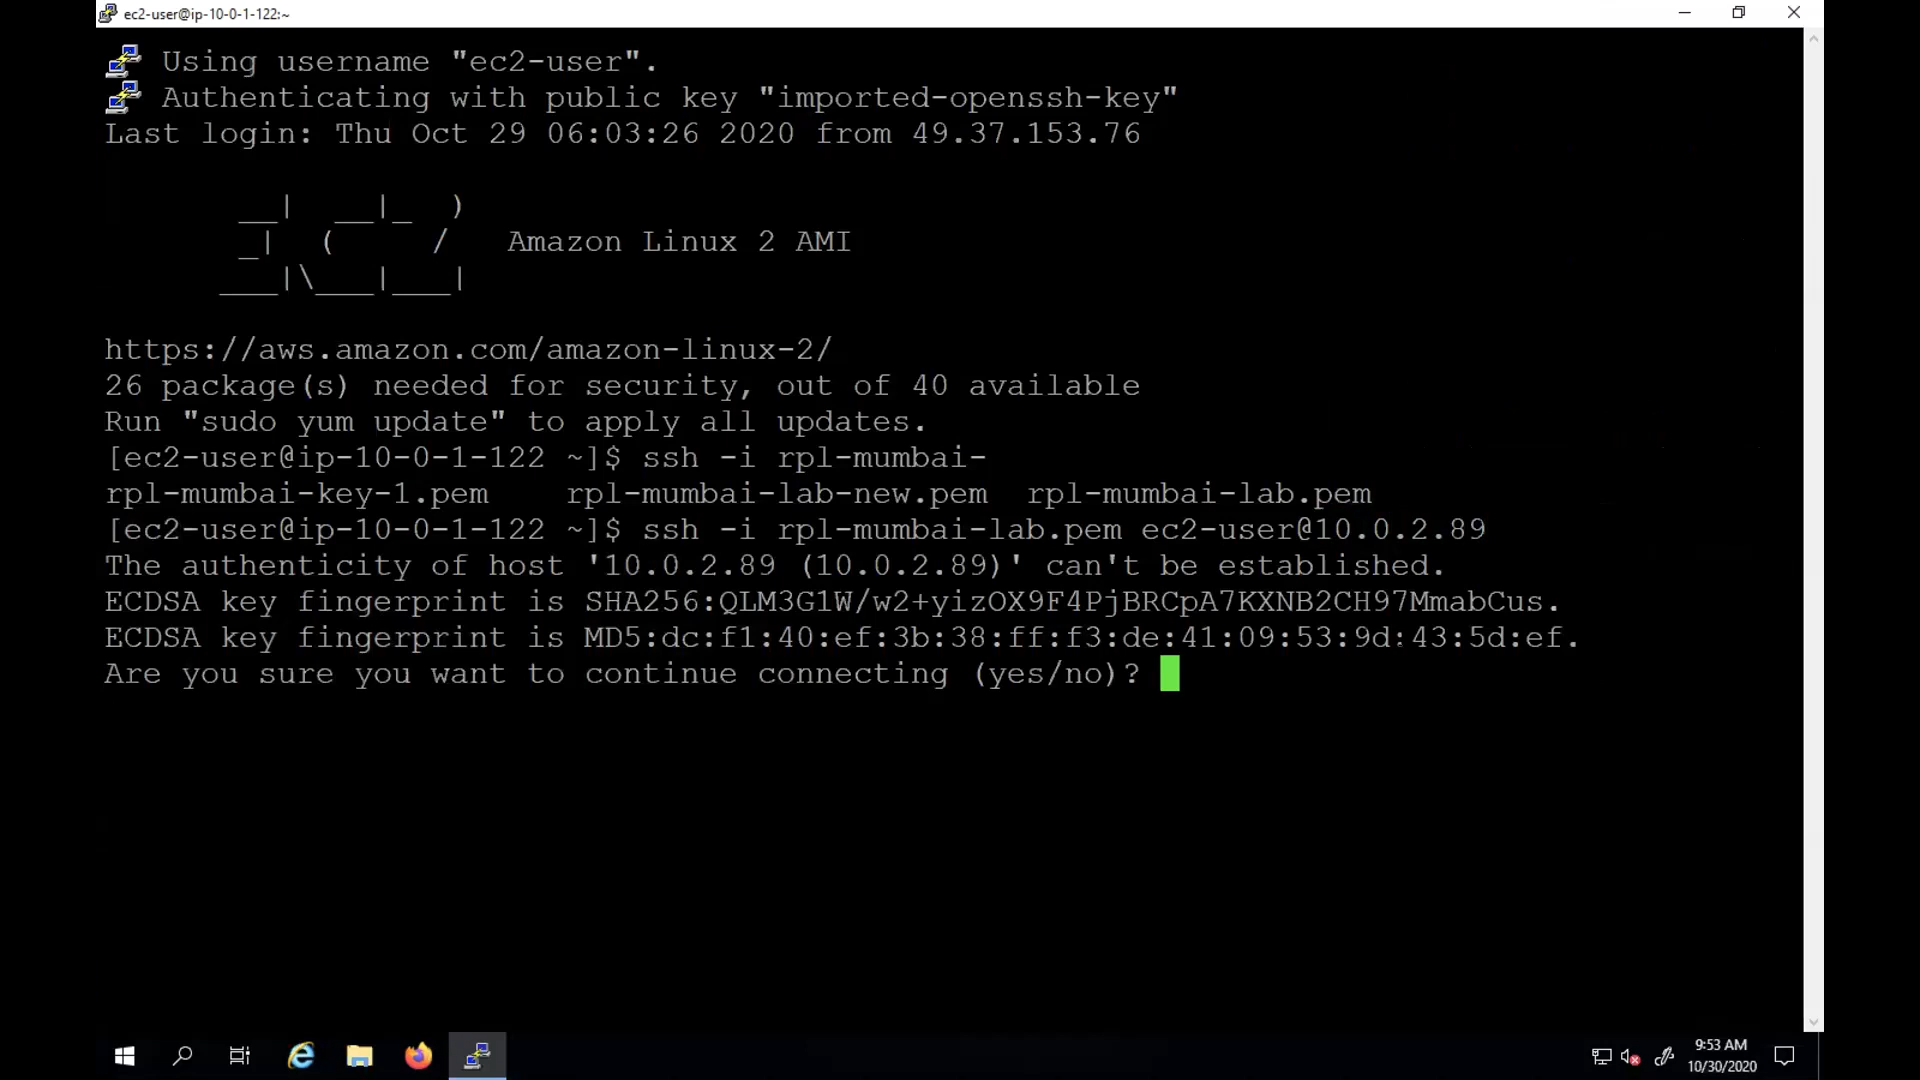 ec2-user@ip-10-0-1-122:~
Using username "ec2-user".
Authenticating with public key "imported-openssh-key"
Last login: Thu Oct 29 06:03:26 2020 from 49.37.153.76
__|  __|_  )
_|  (     /   Amazon Linux 2 AMI
___|\___|___|
https://aws.amazon.com/amazon-linux-2/
26 package(s) needed for security, out of 40 available
Run "sudo yum update" to apply all updates.
[ec2-user@ip-10-0-1-122 ~]$ ssh -i rpl-mumbai-
rpl-mumbai-key-1.pem    rpl-mumbai-lab-new.pem  rpl-mumbai-lab.pem
[ec2-user@ip-10-0-1-122 ~]$ ssh -i rpl-mumbai-lab.pem ec2-user@10.0.2.89
The authenticity of host '10.0.2.89 (10.0.2.89)' can't be established.
ECDSA key fingerprint is SHA256:QLM3G1W/w2+yizOX9F4PjBRCpA7KXNB2CH97MmabCus.
ECDSA key fingerprint is MD5:dc:f1:40:ef:3b:38:ff:f3:de:41:09:53:9d:43:5d:ef.
Are you sure you want to continue connecting (yes/no)?
9:53 AM
10/30/2020